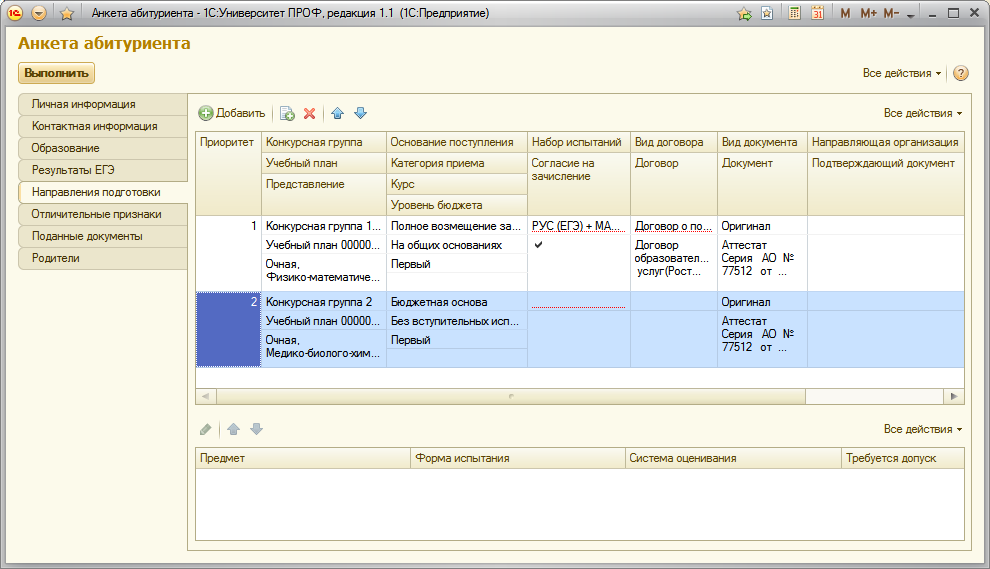 Анкета абитуриента - 1С:Университет ПРОФ, редакция 1.1 (1С:Предприятие)
M M+ M-
Анкета абитуриента
Выполнить
Все действия
Личная информация
Контактная информация
Образование
Результаты ЕГЭ
Направления подготовки
Отличительные признаки
Поданные документы
Родители
Добавить
Все действия
Приоритет Конкурсная группа Основание поступления Набор испытаний Вид договора Вид документа Направляющая организация
Учебный план Категория приема Согласие на зачисление Договор Документ Подтверждающий документ
Представление Курс
Уровень бюджета
1 Конкурсная группа 1... Полное возмещение за... РУС (ЕГЭ) + МА... Договор о по... Оригинал
Учебный план 00000... На общих основаниях Договор Аттестат
образовател... Серия АО №
Очная, Первый услуг(Рост... 77512 от ...
Физико-математиче...
2 Конкурсная группа 2 Бюджетная основа Оригинал
Учебный план 00000... Без вступительных исп... Аттестат
Серия АО №
Очная, Первый 77512 от ...
Медико-биолого-хим...
Все действия
Предмет Форма испытания Система оценивания Требуется допуск